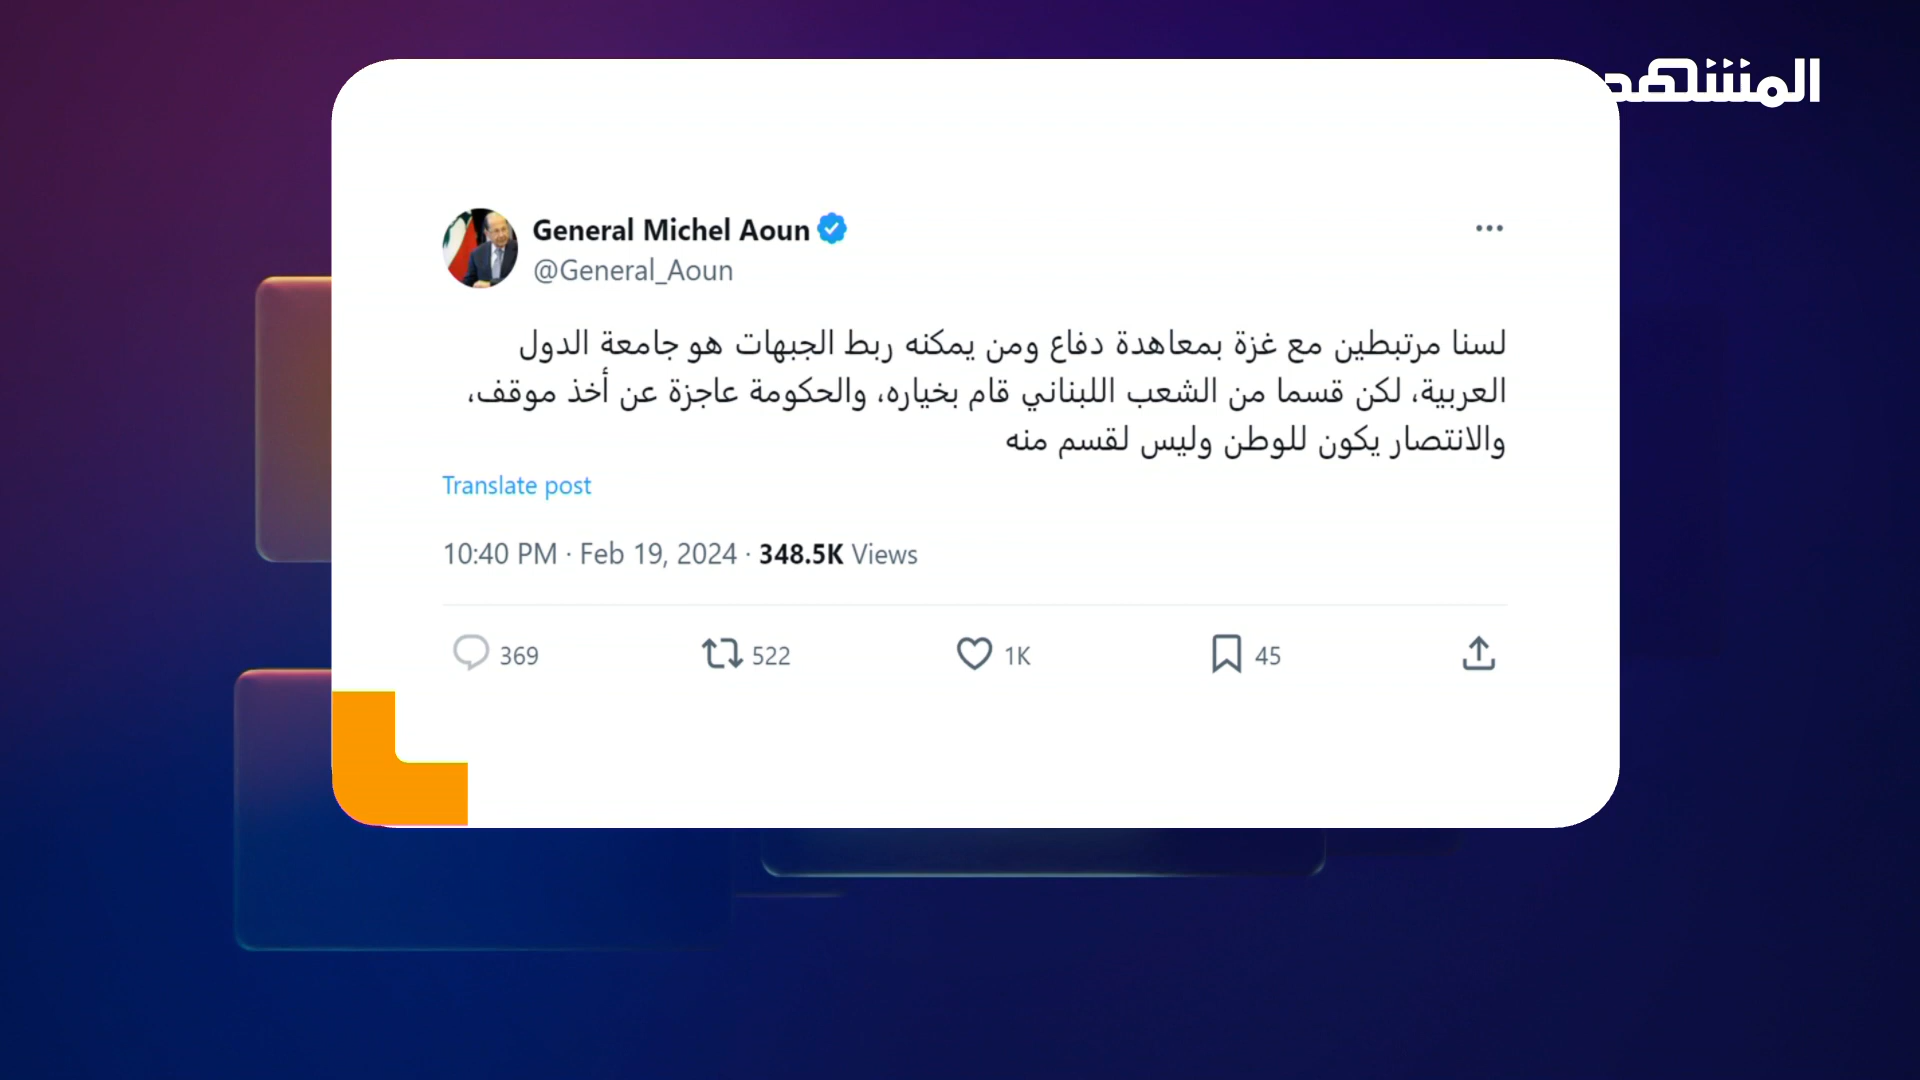 المشهد
General Michel Aoun
@General_Aoun
لسنا مرتبطين مع غزة بمعاهدة دفاع ومن يمكنه ربط الجبهات هو جامعة الدول
العربية، لكن قسما من الشعب اللبناني قام بخياره، والحكومة عاجزة عن أخذ موقف،
والانتصار يكون للوطن وليس لقسم منه
Translate post
10:40 PM · Feb 19, 2024 · 348.5K Views
369 522 1K 45